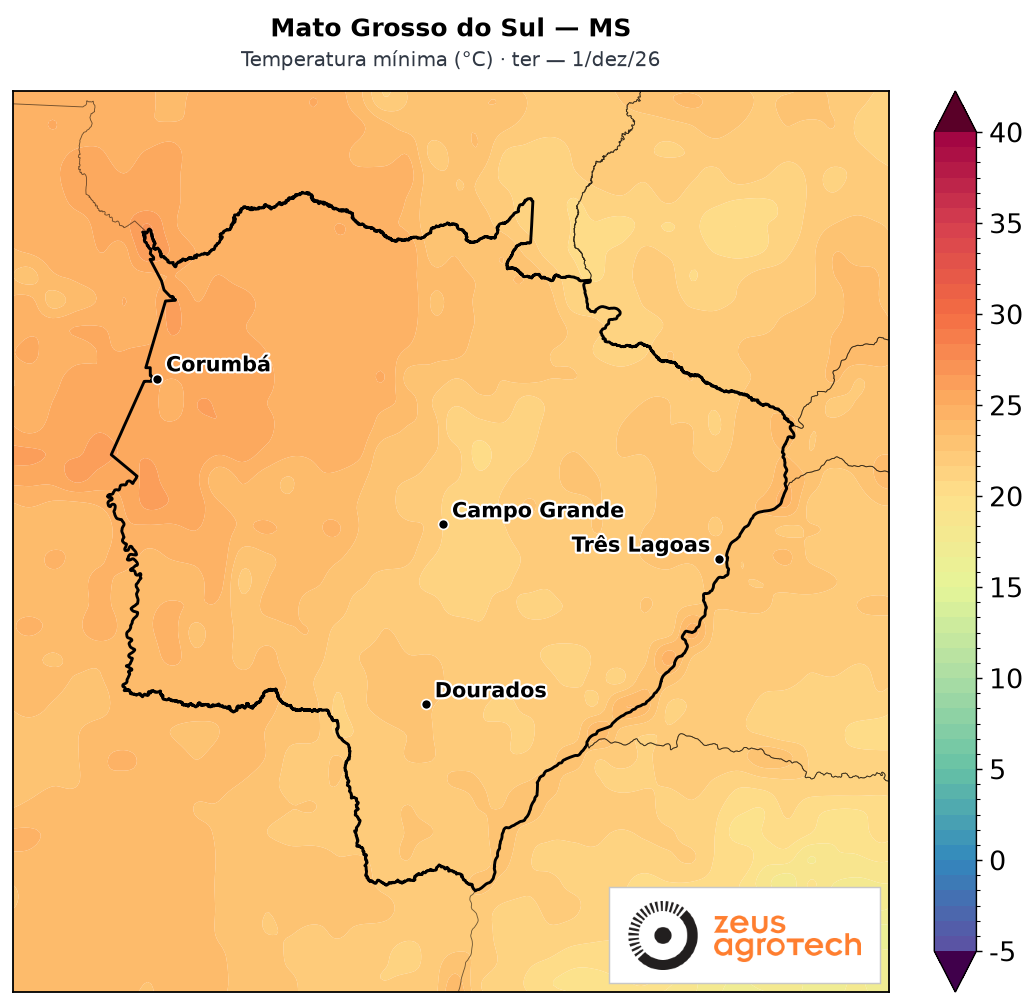 Mato Grosso do Sul — MS
Temperatura mínima (°C) · ter — 1/dez/26
40
35
30
25
20
15
10
5
0
-5
Corumbá
Campo Grande
Três Lagoas
Dourados
zeus
agrotech